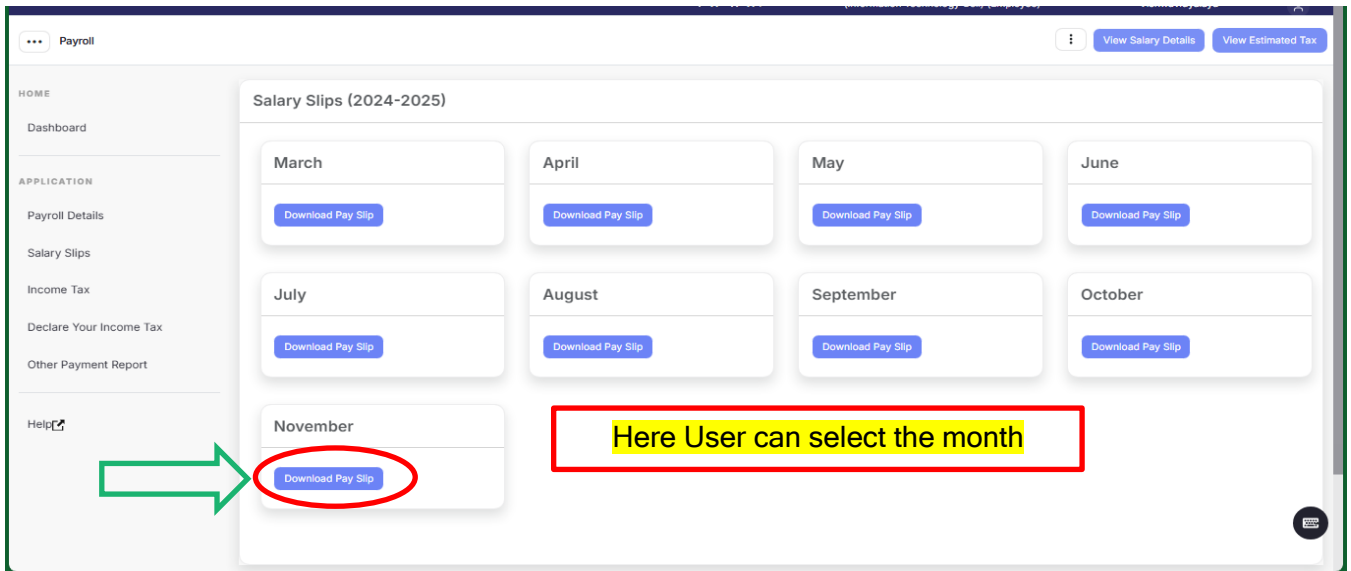 Payroll
View Salary Details
View Estimated Tax
HOME
Dashboard
APPLICATION
Payroll Details
Salary Slips
Income Tax
Declare Your Income Tax
Other Payment Report
Help
Salary Slips (2024-2025)
March
Download Pay Slip
April
Download Pay Slip
May
Download Pay Slip
June
Download Pay Slip
July
Download Pay Slip
August
Download Pay Slip
September
Download Pay Slip
October
Download Pay Slip
November
Download Pay Slip
Here User can select the month